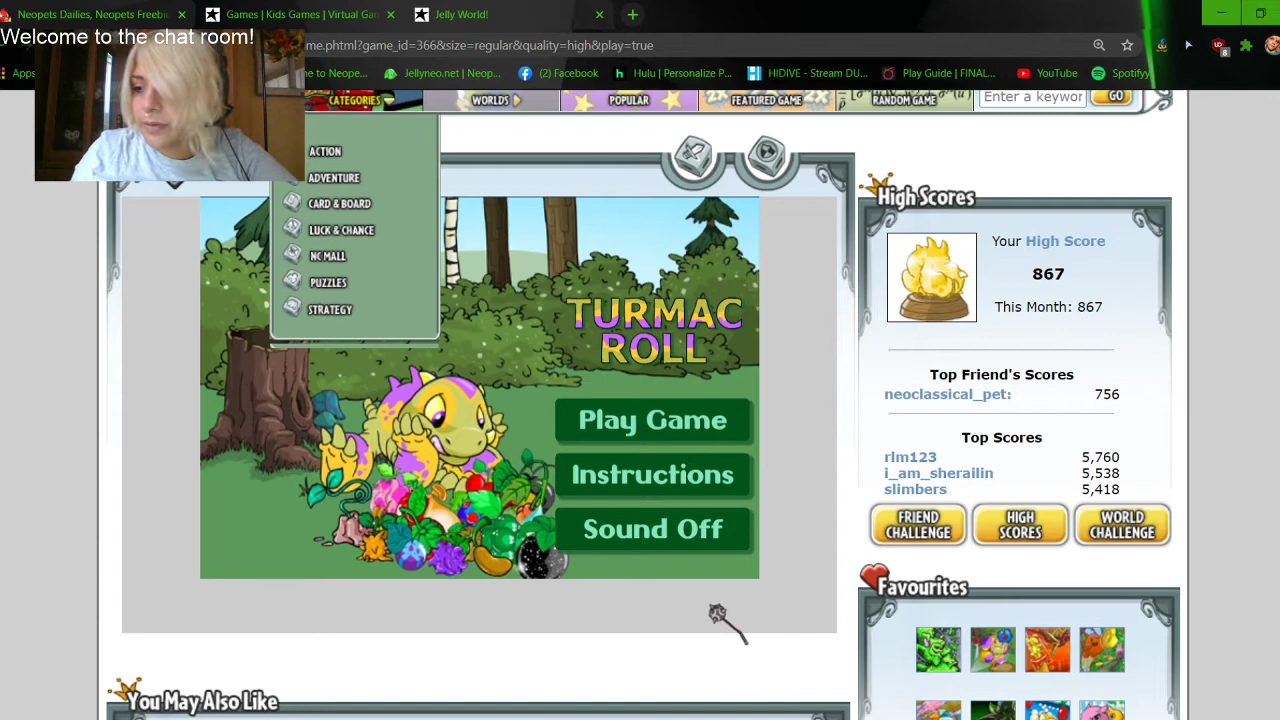 Neopets Dailies, Neopets Freebie
Games | Kids Games | Virtual Gam
Jelly World!
Welcome to the chat room!
me.phtml?game_id=366&size=regular&quality=high&play=true
Apps
me to Neope...
Jellyneo.net | Neop...
(2) Facebook
Hulu | Personalize P...
HIDIVE - Stream DU...
Play Guide | FINAL...
YouTube
Spotify
8
CATEGORIES
WORLDS
POPULAR
FEATURED GAME
RANDOM GAME
Enter a keywor
GO
ACTION
ADVENTURE
CARD & BOARD
LUCK & CHANCE
NC MALL
PUZZLES
STRATEGY
TURMAC
ROLL
Play Game
Instructions
Sound Off
High Scores
Your High Score
867
This Month: 867
Top Friend's Scores
neoclassical_pet: 756
Top Scores
rlm123 5,760
i_am_sherailin 5,538
slimbers 5,418
FRIEND CHALLENGE
HIGH SCORES
WORLD CHALLENGE
Favourites
You May Also Like